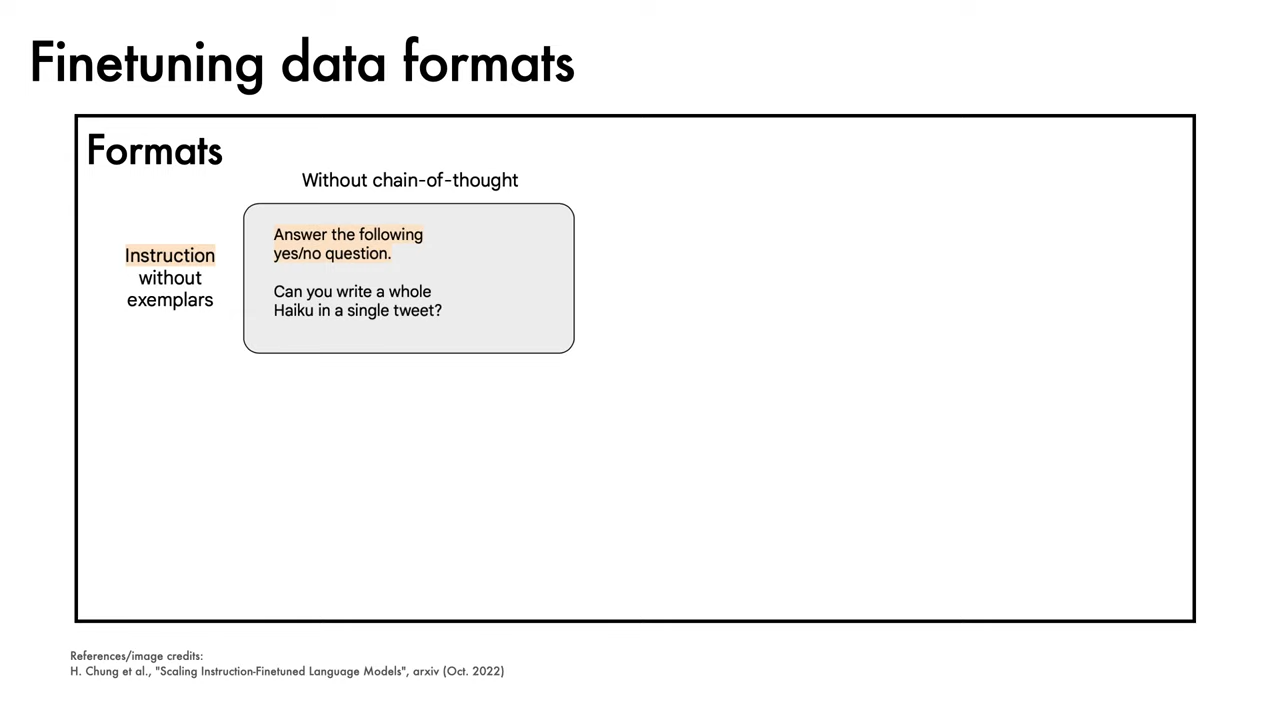 Finetuning data formats
Formats
Without chain-of-thought
Instruction
without
exemplars
Answer the following
yes/no question.
Can you write a whole
Haiku in a single tweet?
References/image credits:
H. Chung et al., "Scaling Instruction-Finetuned Language Models", arxiv (Oct. 2022)